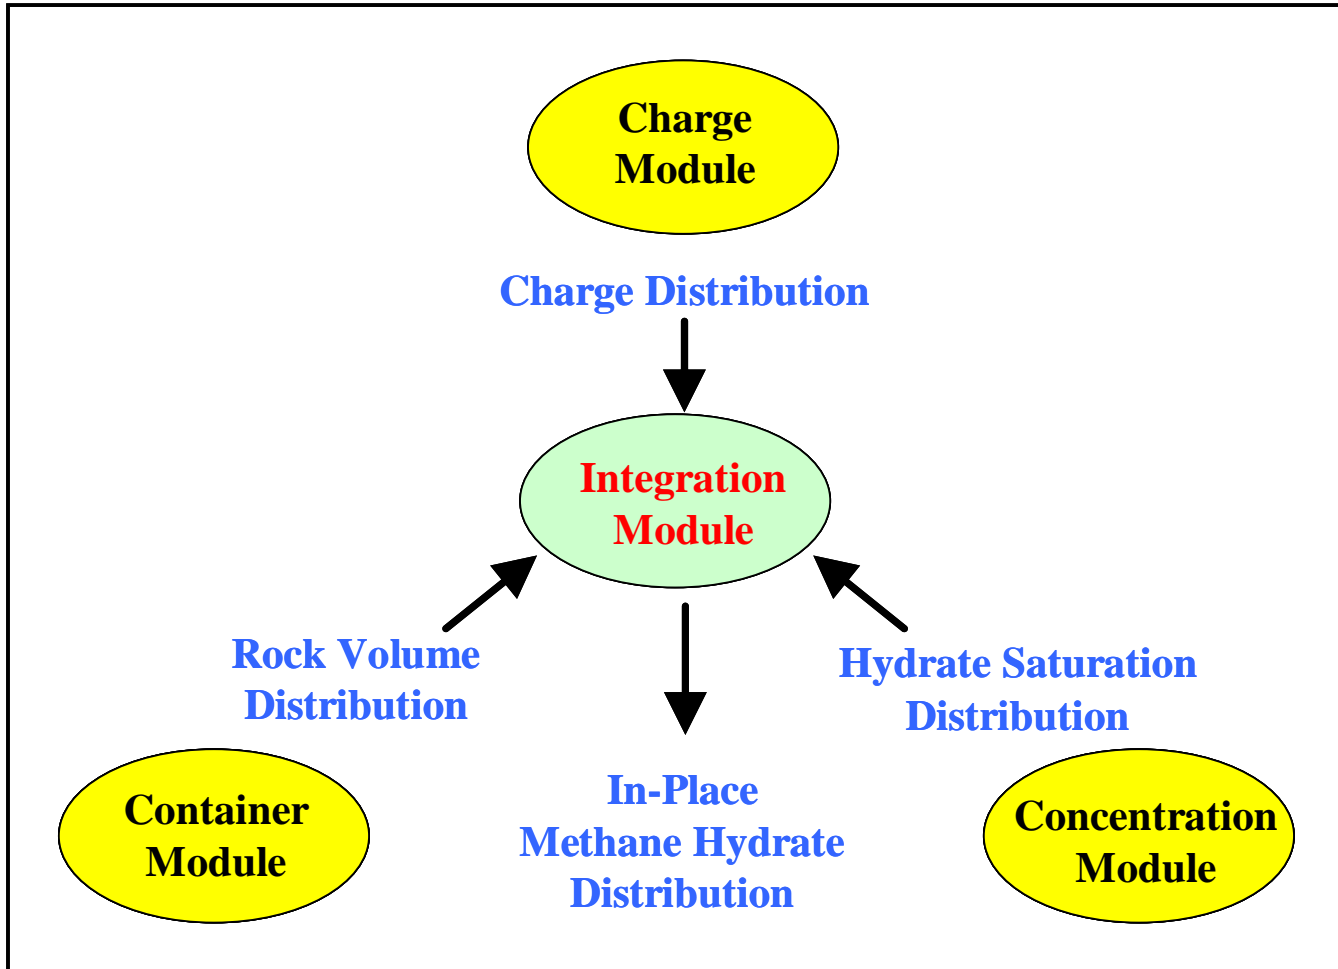 Charge
Module
Charge Distribution
Integration
Module
Rock Volume
Distribution
Hydrate Saturation
Distribution
Container
Module
In-Place
Methane Hydrate
Distribution
Concentration
Module